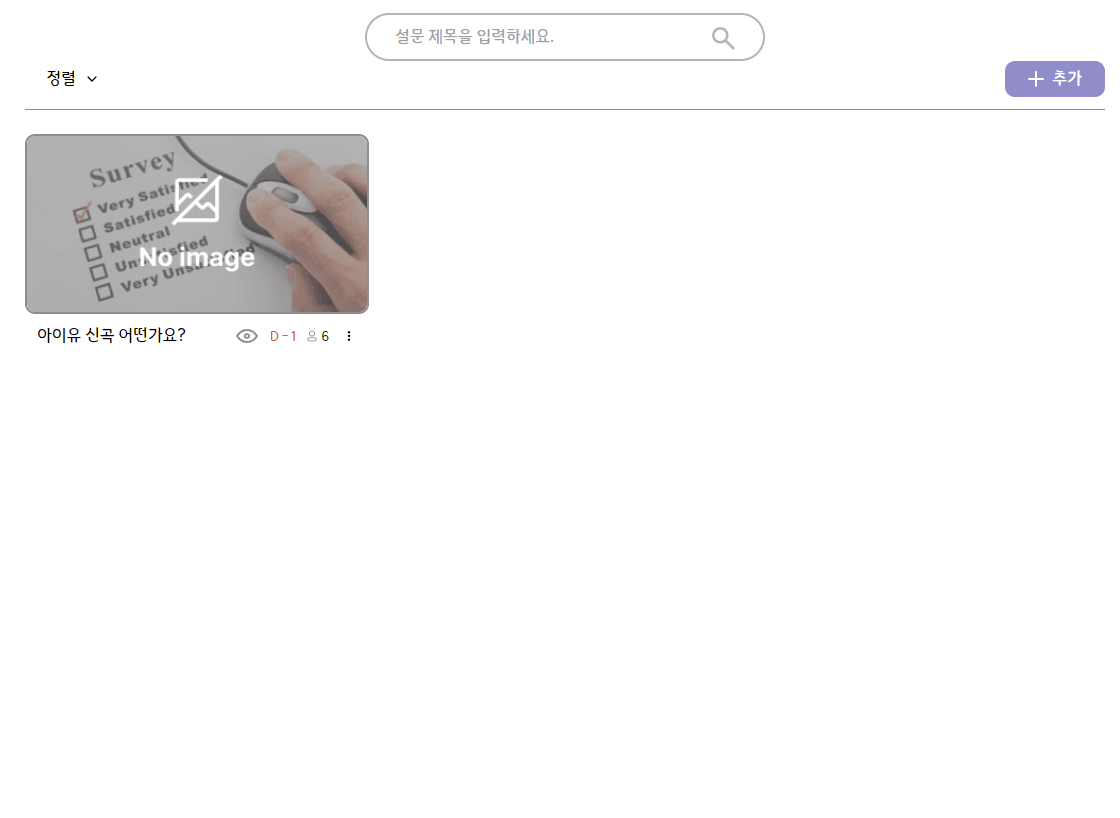 설문 제목을 입력하세요.
정렬
추가
Survey
Very Satisfied
Satisfied
Neutral
Unsatisfied
Very Unsatisfied
No image
아이유 신곡 어떤가요?
D-1
6